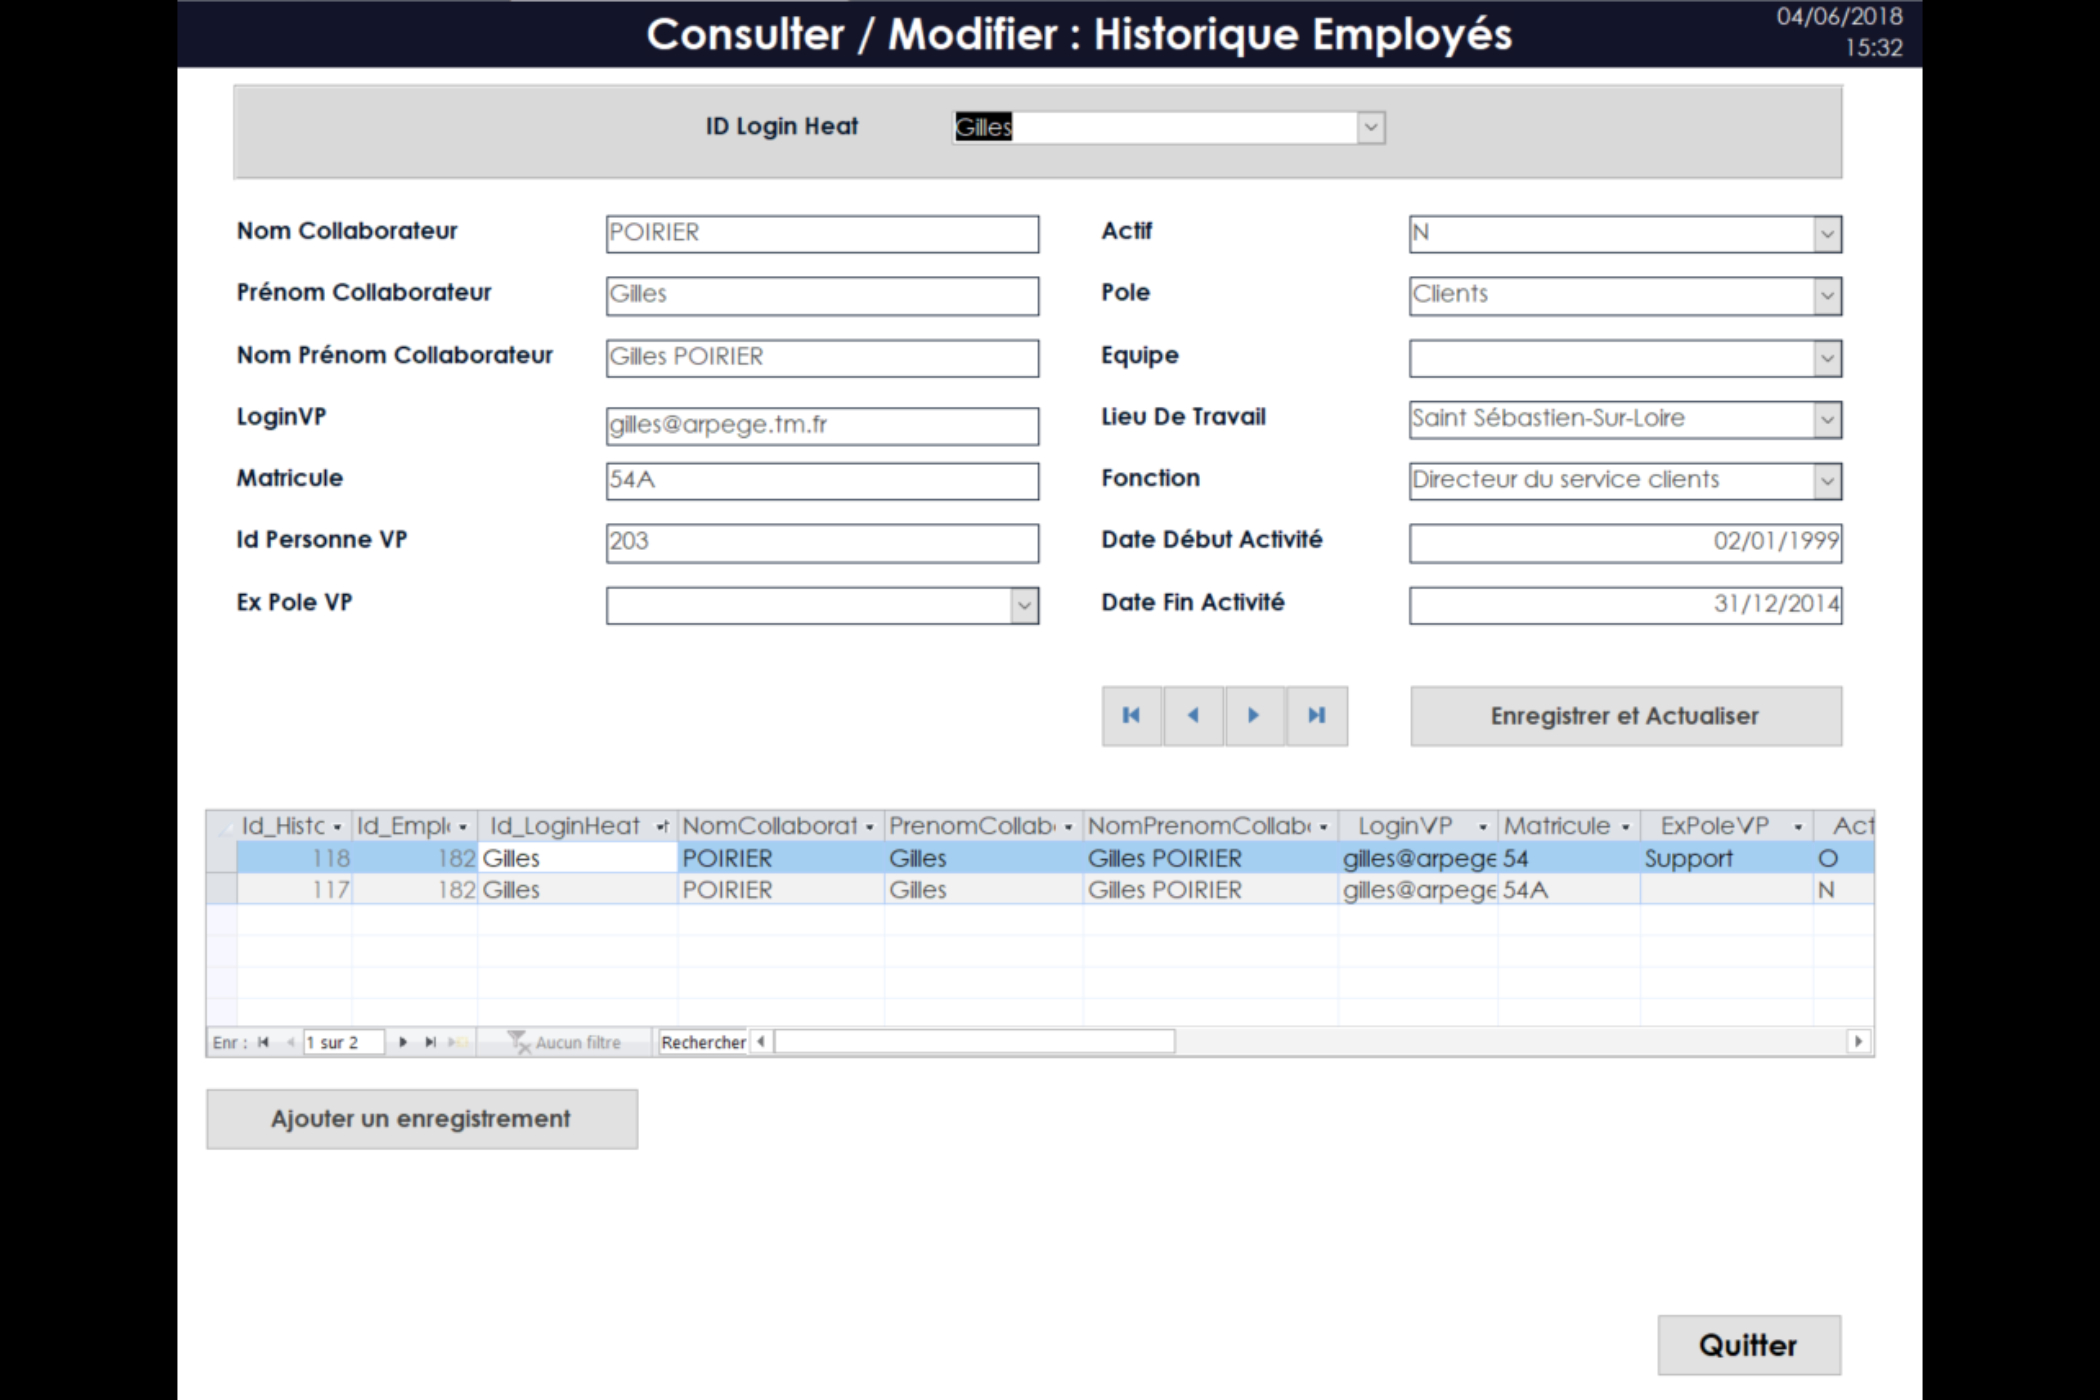 Consulter / Modifier : Historique Employés
04/06/2018
15:32
ID Login Heat Gilles
Nom Collaborateur POIRIER Actif N
Prénom Collaborateur Gilles Pole Clients
Nom Prénom Collaborateur Gilles POIRIER Equipe
LoginVP gilles@arpege.tm.fr Lieu De Travail Saint Sébastien-Sur-Loire
Matricule 54A Fonction Directeur du service clients
Id Personne VP 203 Date Début Activité 02/01/1999
Ex Pole VP Date Fin Activité 31/12/2014
Enregistrer et Actualiser
Id_Histo Id_Empl Id_LoginHeat NomCollaborat PrenomCollab NomPrenomCollab LoginVP Matricule ExPoleVP Act
118 182 Gilles POIRIER Gilles Gilles POIRIER gilles@arpege 54 Support O
117 182 Gilles POIRIER Gilles Gilles POIRIER gilles@arpege 54A N
Enr : 1 sur 2 Aucun filtre Rechercher
Ajouter un enregistrement
Quitter